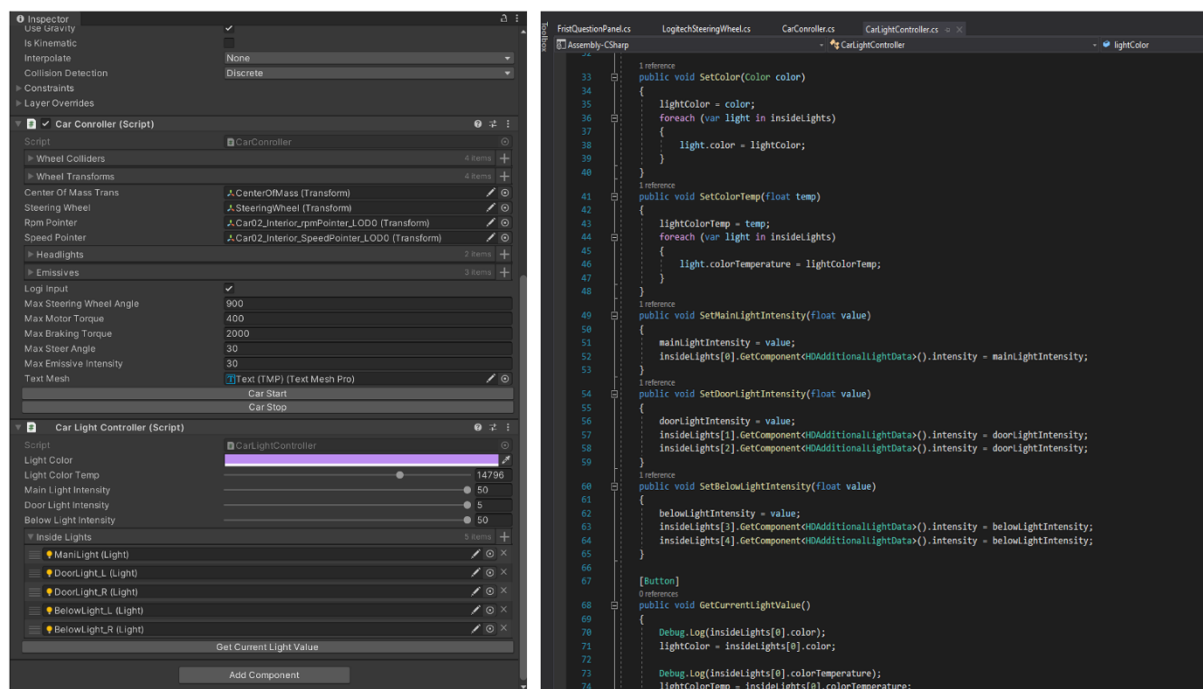 Inspector
Use Gravity
Is Kinematic
Interpolate None
Collision Detection Discrete
Constraints
Layer Overrides
Car Conroller (Script)
Script CarConroller
Wheel Colliders 4 items
Wheel Transforms 4 items
Center Of Mass Trans CenterOfMass (Transform)
Steering Wheel SteeringWheel (Transform)
Rpm Pointer Car02_Interior_rpmPointer_LOD0 (Transform)
Speed Pointer Car02_Interior_SpeedPointer_LOD0 (Transform)
Headlights 2 items
Emissives 3 items
Logi Input
Max Steering Wheel Angle 900
Max Motor Torque 400
Max Braking Torque 2000
Max Steer Angle 30
Max Emissive Intensity 30
Text Mesh Text (TMP) (Text Mesh Pro)
Car Start
Car Stop
Car Light Controller (Script)
Script CarLightController
Light Color
Light Color Temp 14796
Main Light Intensity 50
Door Light Intensity 5
Below Light Intensity 50
Inside Lights 5 items
ManiLight (Light)
DoorLight_L (Light)
DoorLight_R (Light)
BelowLight_L (Light)
BelowLight_R (Light)
Get Current Light Value
Add Component
Toolbox
FristQuestionPanel.cs LogitechSteeringWheel.cs CarConroller.cs CarLightController.cs
Assembly-CSharp CarLightController lightColor
32
1 reference
33 public void SetColor(Color color)
34 {
35 lightColor = color;
36 foreach (var light in insideLights)
37 {
38 light.color = lightColor;
39 }
40 }
1 reference
41 public void SetColorTemp(float temp)
42 {
43 lightColorTemp = temp;
44 foreach (var light in insideLights)
45 {
46 light.colorTemperature = lightColorTemp;
47 }
48 }
1 reference
49 public void SetMainLightIntensity(float value)
50 {
51 mainLightIntensity = value;
52 insideLights[0].GetComponent<HDAdditionalLightData>().intensity = mainLightIntensity;
53 }
1 reference
54 public void SetDoorLightIntensity(float value)
55 {
56 doorLightIntensity = value;
57 insideLights[1].GetComponent<HDAdditionalLightData>().intensity = doorLightIntensity;
58 insideLights[2].GetComponent<HDAdditionalLightData>().intensity = doorLightIntensity;
59 }
1 reference
60 public void SetBelowLightIntensity(float value)
61 {
62 belowLightIntensity = value;
63 insideLights[3].GetComponent<HDAdditionalLightData>().intensity = belowLightIntensity;
64 insideLights[4].GetComponent<HDAdditionalLightData>().intensity = belowLightIntensity;
65 }
66
67 [Button]
0 references
68 public void GetCurrentLightValue()
69 {
70 Debug.Log(insideLights[0].color);
71 lightColor = insideLights[0].color;
72
73 Debug.Log(insideLights[0].colorTemperature);
74 lightColorTemp = insideLights[0].colorTemperature;